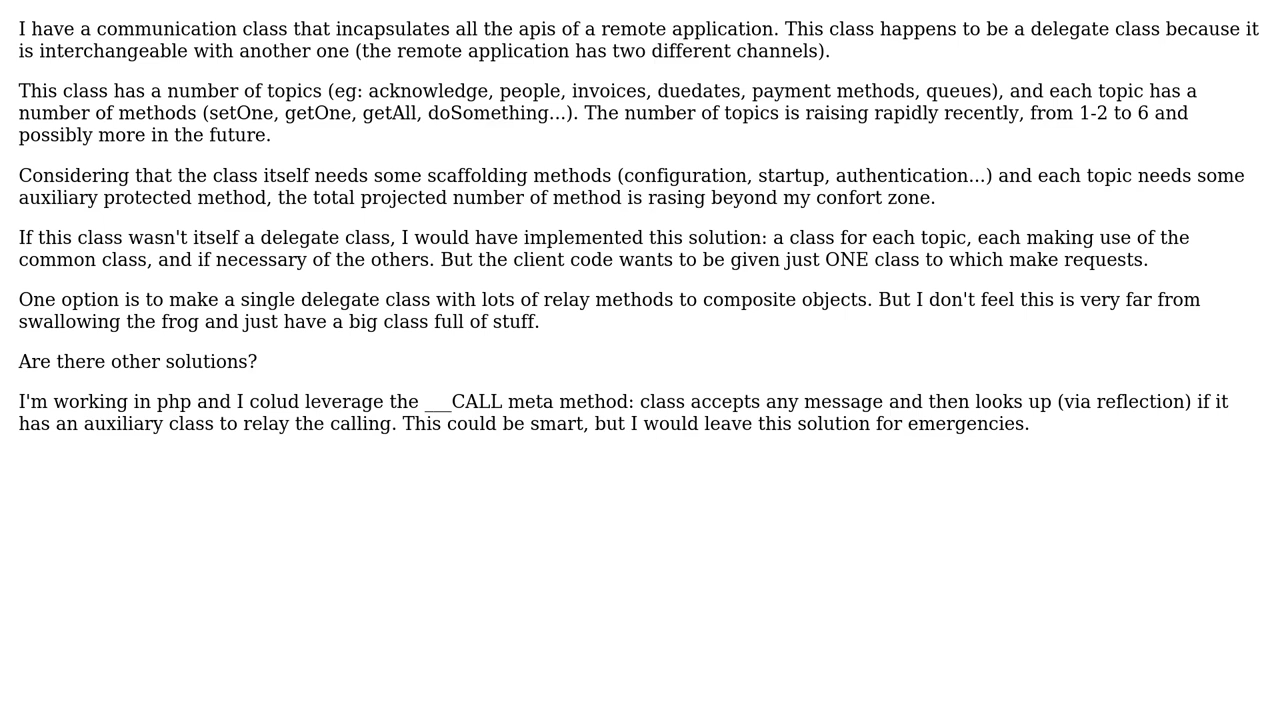 I have a communication class that incapsulates all the apis of a remote application. This class happens to be a delegate class because it
is interchangeable with another one (the remote application has two different channels).
This class has a number of topics (eg: acknowledge, people, invoices, duedates, payment methods, queues), and each topic has a
number of methods (setOne, getOne, getAll, doSomething...). The number of topics is raising rapidly recently, from 1-2 to 6 and
possibly more in the future.
Considering that the class itself needs some scaffolding methods (configuration, startup, authentication...) and each topic needs some
auxiliary protected method, the total projected number of method is rasing beyond my confort zone.
If this class wasn't itself a delegate class, I would have implemented this solution: a class for each topic, each making use of the
common class, and if necessary of the others. But the client code wants to be given just ONE class to which make requests.
One option is to make a single delegate class with lots of relay methods to composite objects. But I don't feel this is very far from
swallowing the frog and just have a big class full of stuff.
Are there other solutions?
I'm working in php and I colud leverage the ___CALL meta method: class accepts any message and then looks up (via reflection) if it
has an auxiliary class to relay the calling. This could be smart, but I would leave this solution for emergencies.